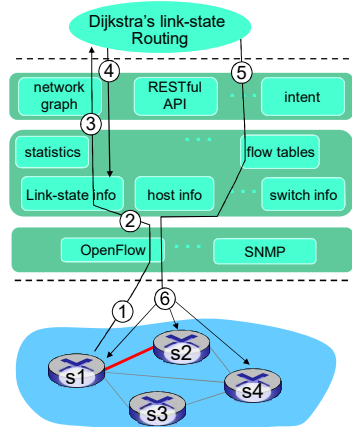 Dijkstra's link-state
Routing
4
5
network
graph
RESTful
API
intent
3
statistics
flow tables
Link-state info
host info
switch info
2
OpenFlow
SNMP
1
6
s2
s1
s4
s3